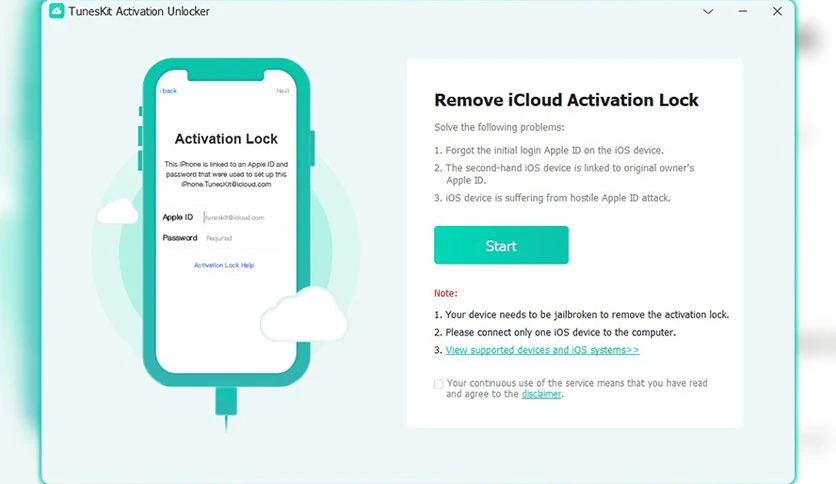 TunesKit Activation Unlocker
‹back
Next
Activation Lock
This iPhone is linked to an Apple ID and
password that were used to set up this
iPhone.TunesKit@icloud.com
Apple ID tuneskit@icloud.com
Password Requried
Activation Lock Help
Remove iCloud Activation Lock
Solve the following problems:
1. Forgot the initial login Apple ID on the iOS device.
2. The second-hand iOS device is linked to original owner's
Apple ID.
3. iOS device is suffering from hostile Apple ID attack.
Start
Note:
1. Your device needs to be jailbroken to remove the activation lock.
2. Please connect only one iOS device to the computer.
3. View supported devices and iOS systems>>
Your continuous use of the service means that you have read
and agree to the disclaimer.